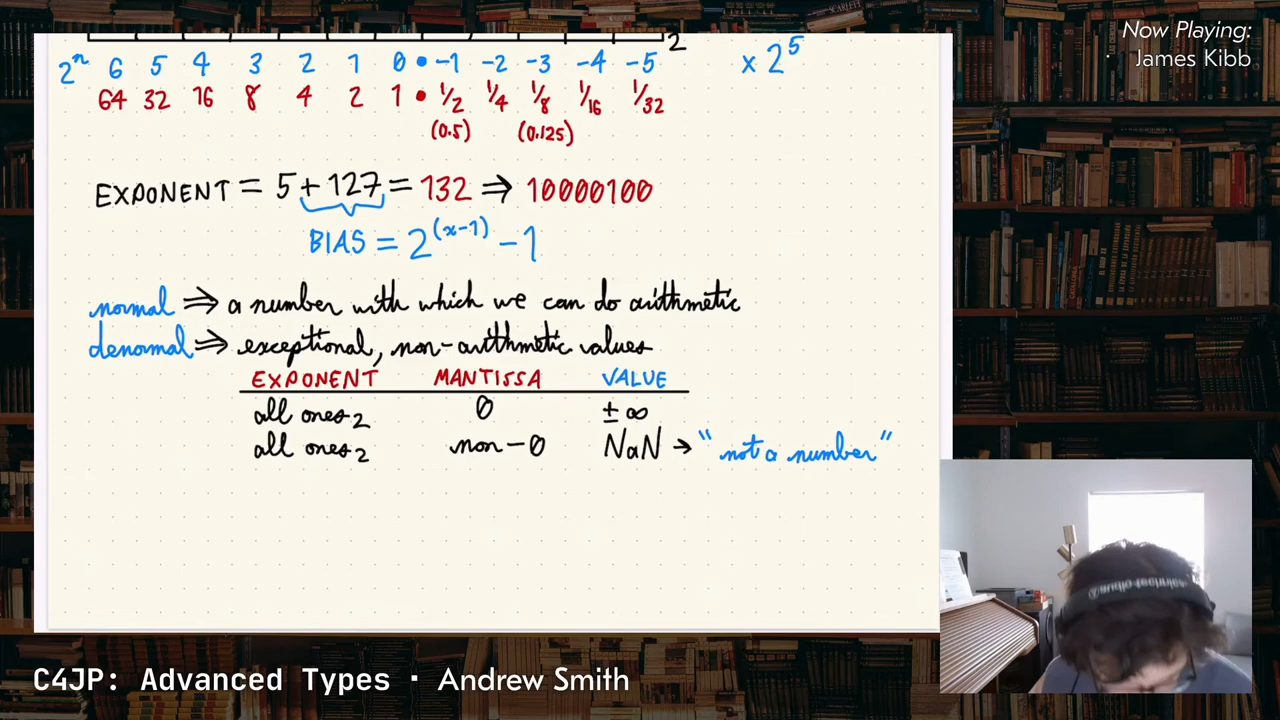 Now Playing:
James Kibb
2
2ⁿ 6 5 4 3 2 1 0 • -1 -2 -3 -4 -5 x 2⁵
64 32 16 8 4 2 1 • 1/2 1/4 1/8 1/16 1/32
(0.5) (0.125)
EXPONENT = 5 + 127 = 132 ⇒ 10000100
BIAS = 2^(x-1) - 1
normal ⇒ a number with which we can do arithmetic
denormal ⇒ exceptional, non-arithmetic values
EXPONENT MANTISSA VALUE
all ones₂ 0 ± ∞
all ones₂ non-0 NaN → "not a number"
audio-technica
C4JP: Advanced Types · Andrew Smith